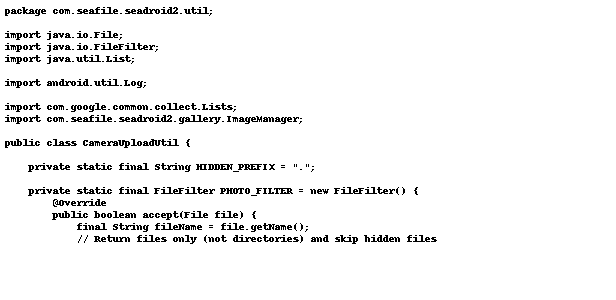 package com.seafile.seadroid2.util;

import java.io.File;
import java.io.FileFilter;
import java.util.List;

import android.util.Log;

import com.google.common.collect.Lists;
import com.seafile.seadroid2.gallery.ImageManager;

public class CameraUploadUtil {

    private static final String HIDDEN_PREFIX = ".";

    private static final FileFilter PHOTO_FILTER = new FileFilter() {
        @Override
        public boolean accept(File file) {
            final String fileName = file.getName();
            // Return files only (not directories) and skip hidden files